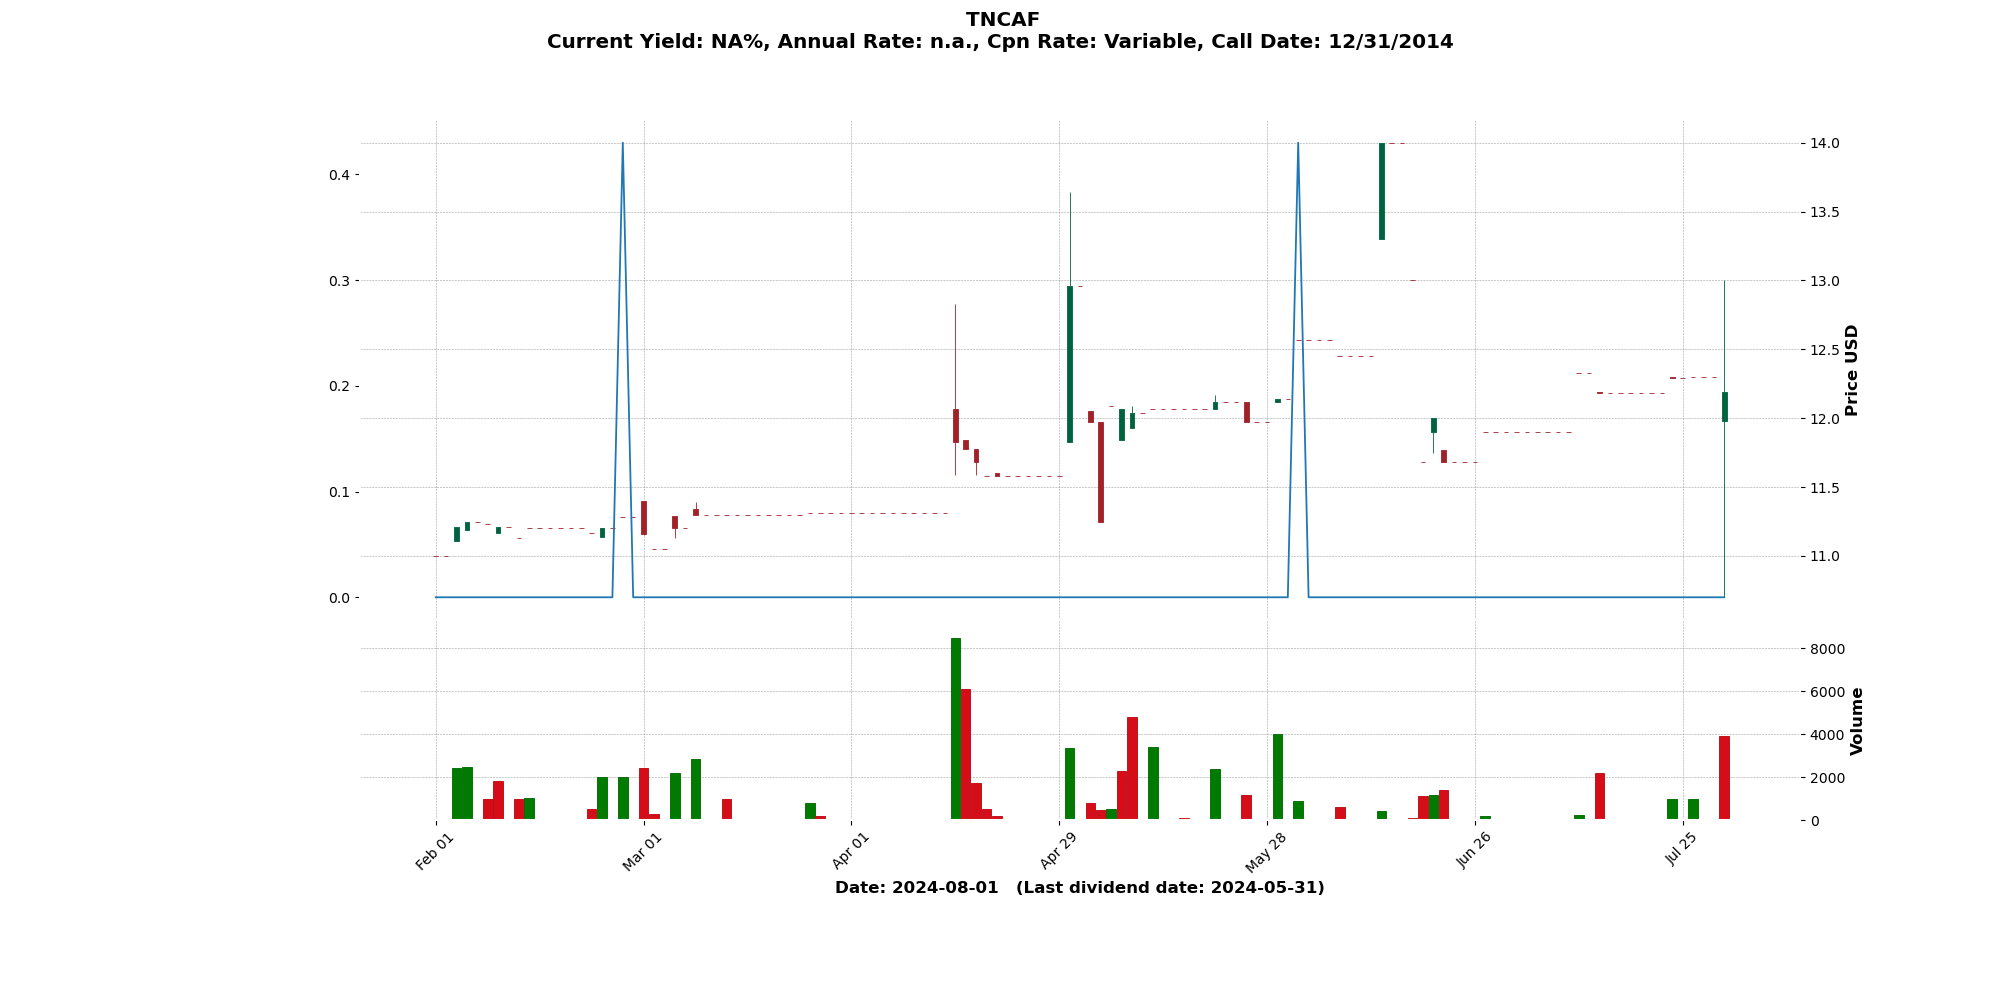 TNCAF
Current Yield: NA%, Annual Rate: n.a., Cpn Rate: Variable, Call Date: 12/31/2014
0.4
0.3
0.2
0.1
0.0
14.0
13.5
13.0
12.5
12.0
11.5
11.0
Price USD
8000
6000
4000
2000
0
Volume
Feb 01
Mar 01
Apr 01
Apr 29
May 28
Jun 26
Jul 25
Date: 2024-08-01 (Last dividend date: 2024-05-31)